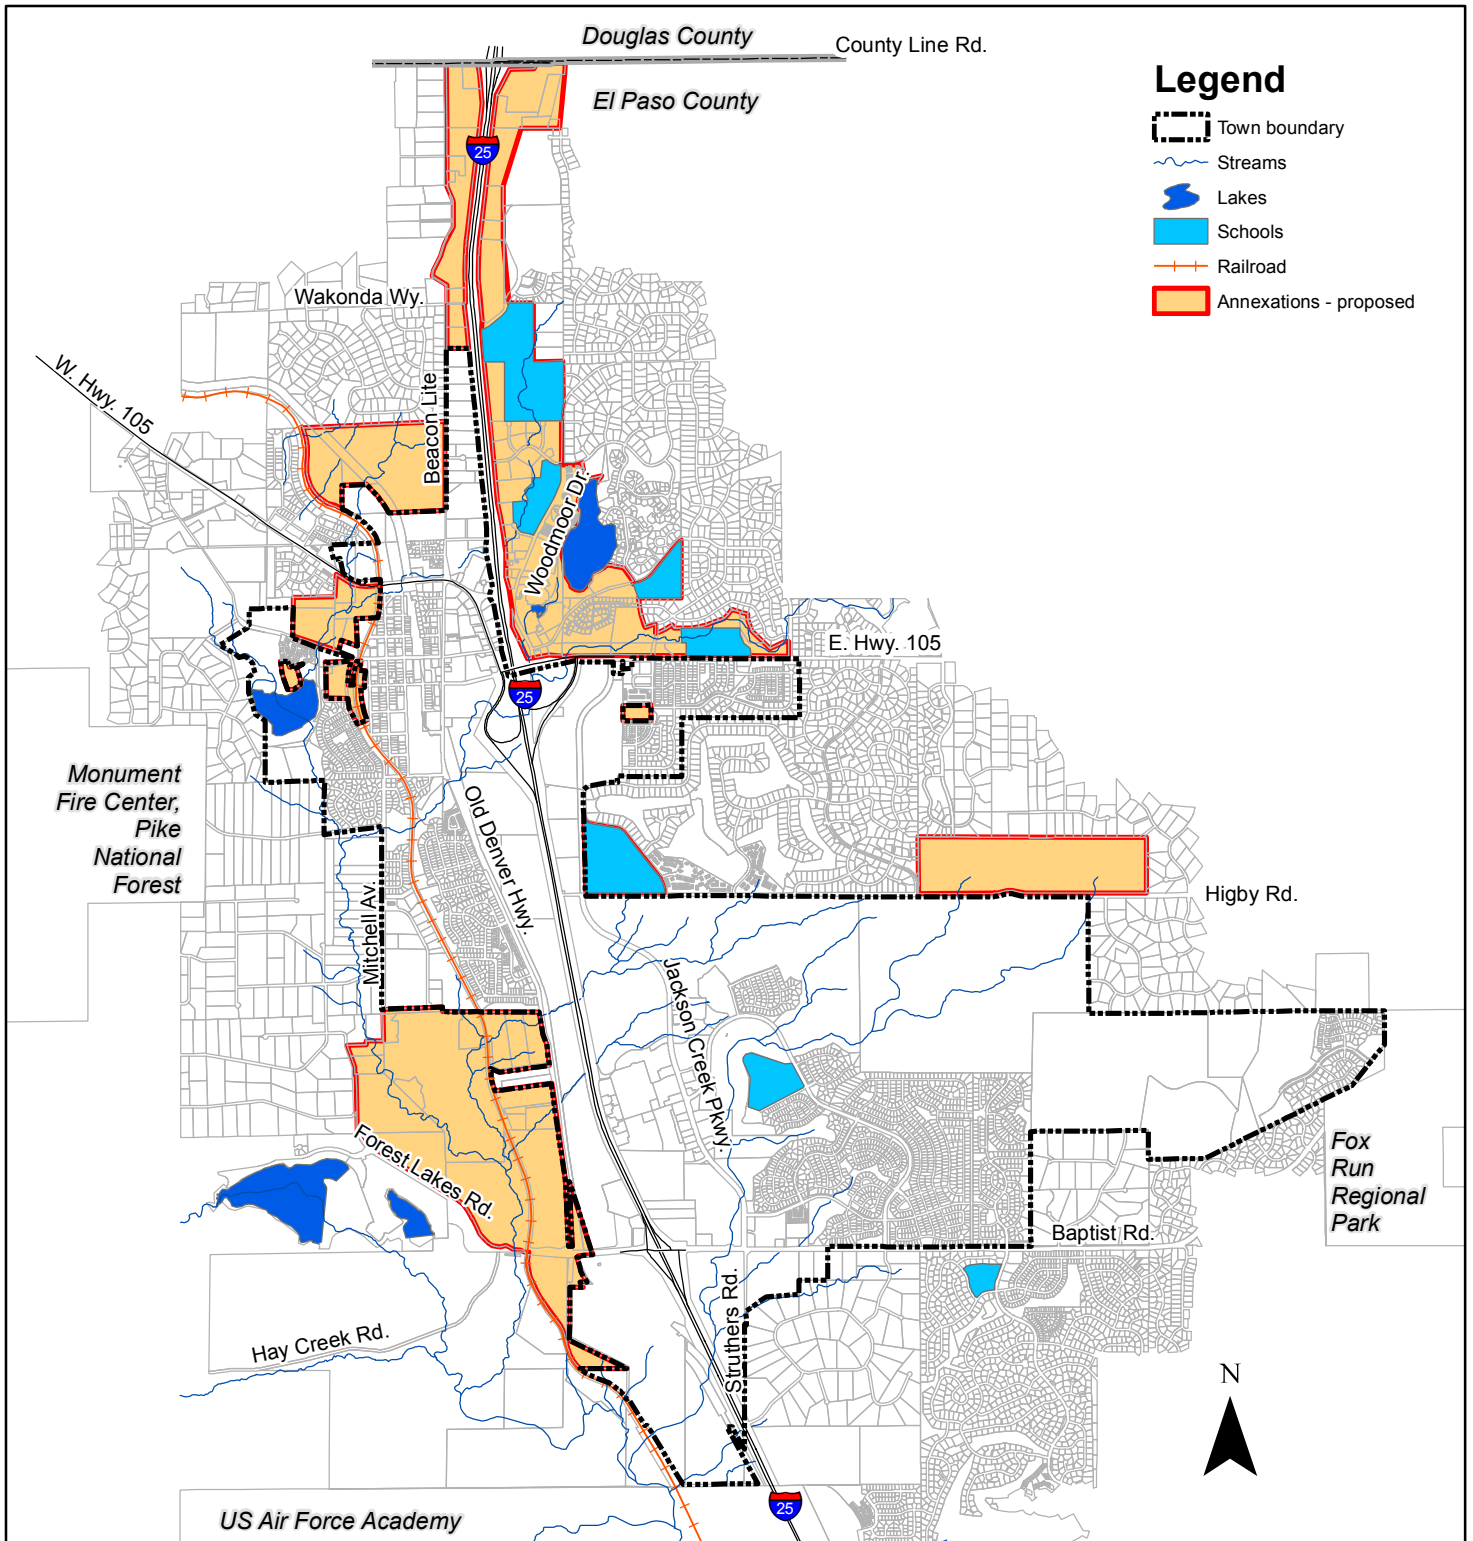 Douglas County
County Line Rd.
El Paso County
Legend
Town boundary
Streams
Lakes
Schools
Railroad
Annexations - proposed
25
Wakonda Wy.
W. Hwy. 105
Beacon Lite
Woodmoor Dr.
E. Hwy. 105
25
Monument
Fire Center,
Pike
National
Forest
Old Denver Hwy.
Mitchell Av.
Higby Rd.
Jackson Creek Pkwy.
Forest Lakes Rd.
Fox
Run
Regional
Park
Baptist Rd.
Struthers Rd.
Hay Creek Rd.
N
US Air Force Academy
25